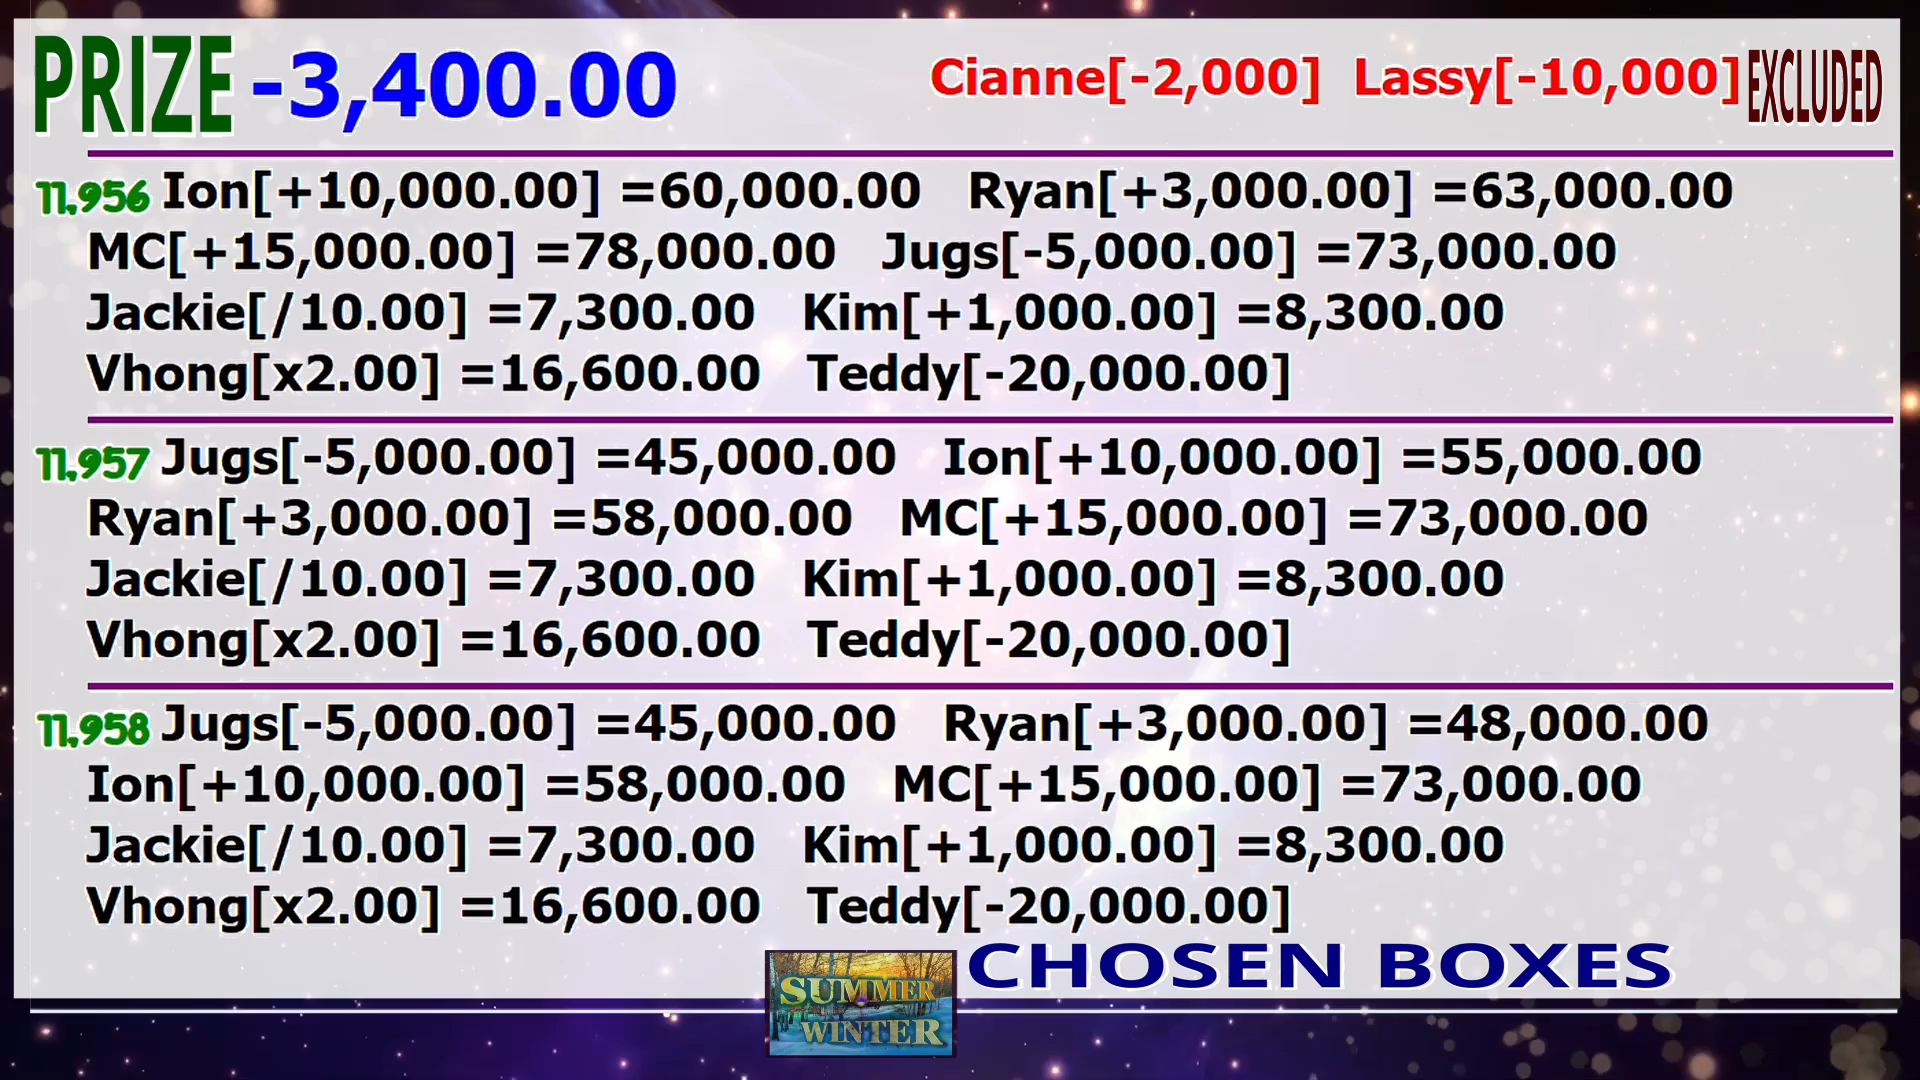 PRIZE -3,400.00 Cianne[-2,000] Lassy[-10,000] EXCLUDED
11,956 Ion[+10,000.00] =60,000.00 Ryan[+3,000.00] =63,000.00
MC[+15,000.00] =78,000.00 Jugs[-5,000.00] =73,000.00
Jackie[/10.00] =7,300.00 Kim[+1,000.00] =8,300.00
Vhong[x2.00] =16,600.00 Teddy[-20,000.00]
11,957 Jugs[-5,000.00] =45,000.00 Ion[+10,000.00] =55,000.00
Ryan[+3,000.00] =58,000.00 MC[+15,000.00] =73,000.00
Jackie[/10.00] =7,300.00 Kim[+1,000.00] =8,300.00
Vhong[x2.00] =16,600.00 Teddy[-20,000.00]
11,958 Jugs[-5,000.00] =45,000.00 Ryan[+3,000.00] =48,000.00
Ion[+10,000.00] =58,000.00 MC[+15,000.00] =73,000.00
Jackie[/10.00] =7,300.00 Kim[+1,000.00] =8,300.00
Vhong[x2.00] =16,600.00 Teddy[-20,000.00]
CHOSEN BOXES
SUMMER
WINTER